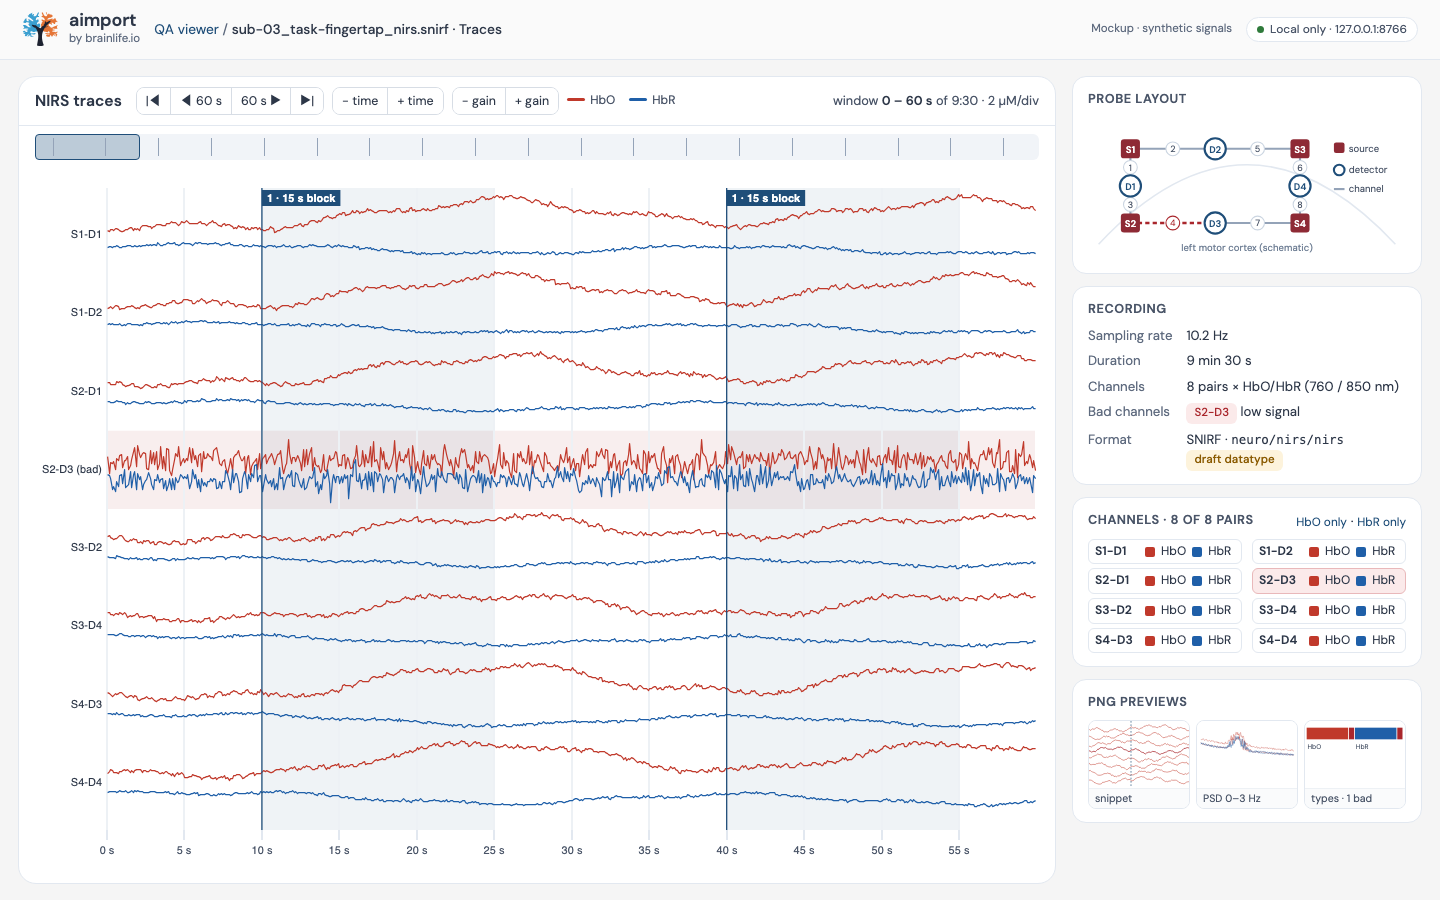 aimport
by brainlife.io
QA viewer / sub-03_task-fingertap_nirs.snirf · Traces
Mockup · synthetic signals
Local only · 127.0.0.1:8766
NIRS traces
60 s
60 s
− time
+ time
− gain
+ gain
HbO
HbR
window 0 – 60 s of 9:30 · 2 µM/div
1 · 15 s block
1 · 15 s block
S1-D1
S1-D2
S2-D1
S2-D3 (bad)
S3-D2
S3-D4
S4-D3
S4-D4
0 s
5 s
10 s
15 s
20 s
25 s
30 s
35 s
40 s
45 s
50 s
55 s
PROBE LAYOUT
S1
2
D2
5
S3
source
1
6
detector
D1
D4
channel
3
8
S2
4
D3
7
S4
left motor cortex (schematic)
RECORDING
Sampling rate 10.2 Hz
Duration 9 min 30 s
Channels 8 pairs × HbO/HbR (760 / 850 nm)
Bad channels S2-D3 low signal
Format SNIRF · neuro/nirs/nirs
draft datatype
CHANNELS · 8 OF 8 PAIRS
HbO only · HbR only
S1-D1 HbO HbR
S1-D2 HbO HbR
S2-D1 HbO HbR
S2-D3 HbO HbR
S3-D2 HbO HbR
S3-D4 HbO HbR
S4-D3 HbO HbR
S4-D4 HbO HbR
PNG PREVIEWS
HbO
HbR
snippet
PSD 0–3 Hz
types · 1 bad